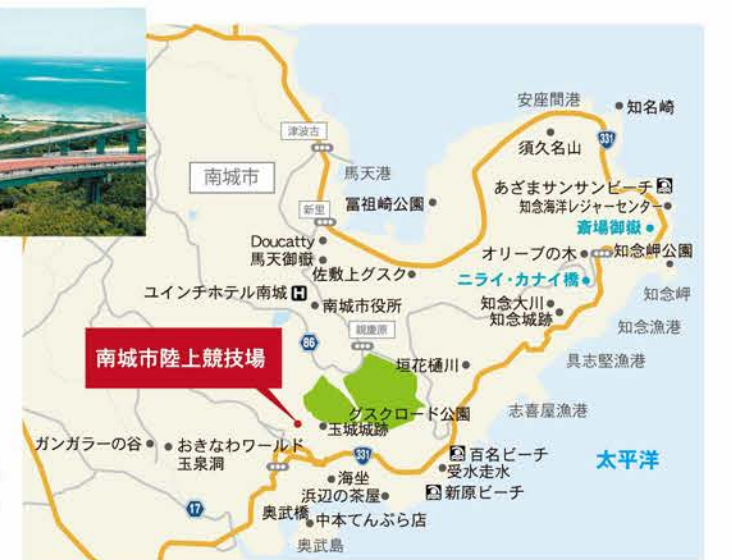 安座間港
知名崎
津波古
331
須久名山
南城市
馬天港
あざまサンサンビーチ
冨祖崎公園
知念海洋レジャーセンター
新里
斎場御嶽
Doucatty
馬天御嶽
オリーブの木
知念岬公園
佐敷上グスク
ニライ・カナイ橋
ユインチホテル南城 H
知念岬
南城市役所
知念大川
知念城跡
知念漁港
親慶原
86
南城市陸上競技場
垣花樋川
具志堅漁港
グスクロード公園
志喜屋漁港
玉城城跡
ガンガラーの谷
おきなわワールド
玉泉洞
331
百名ビーチ
太平洋
受水走水
海坐
新原ビーチ
浜辺の茶屋
17
奥武橋
中本てんぷら店
奥武島